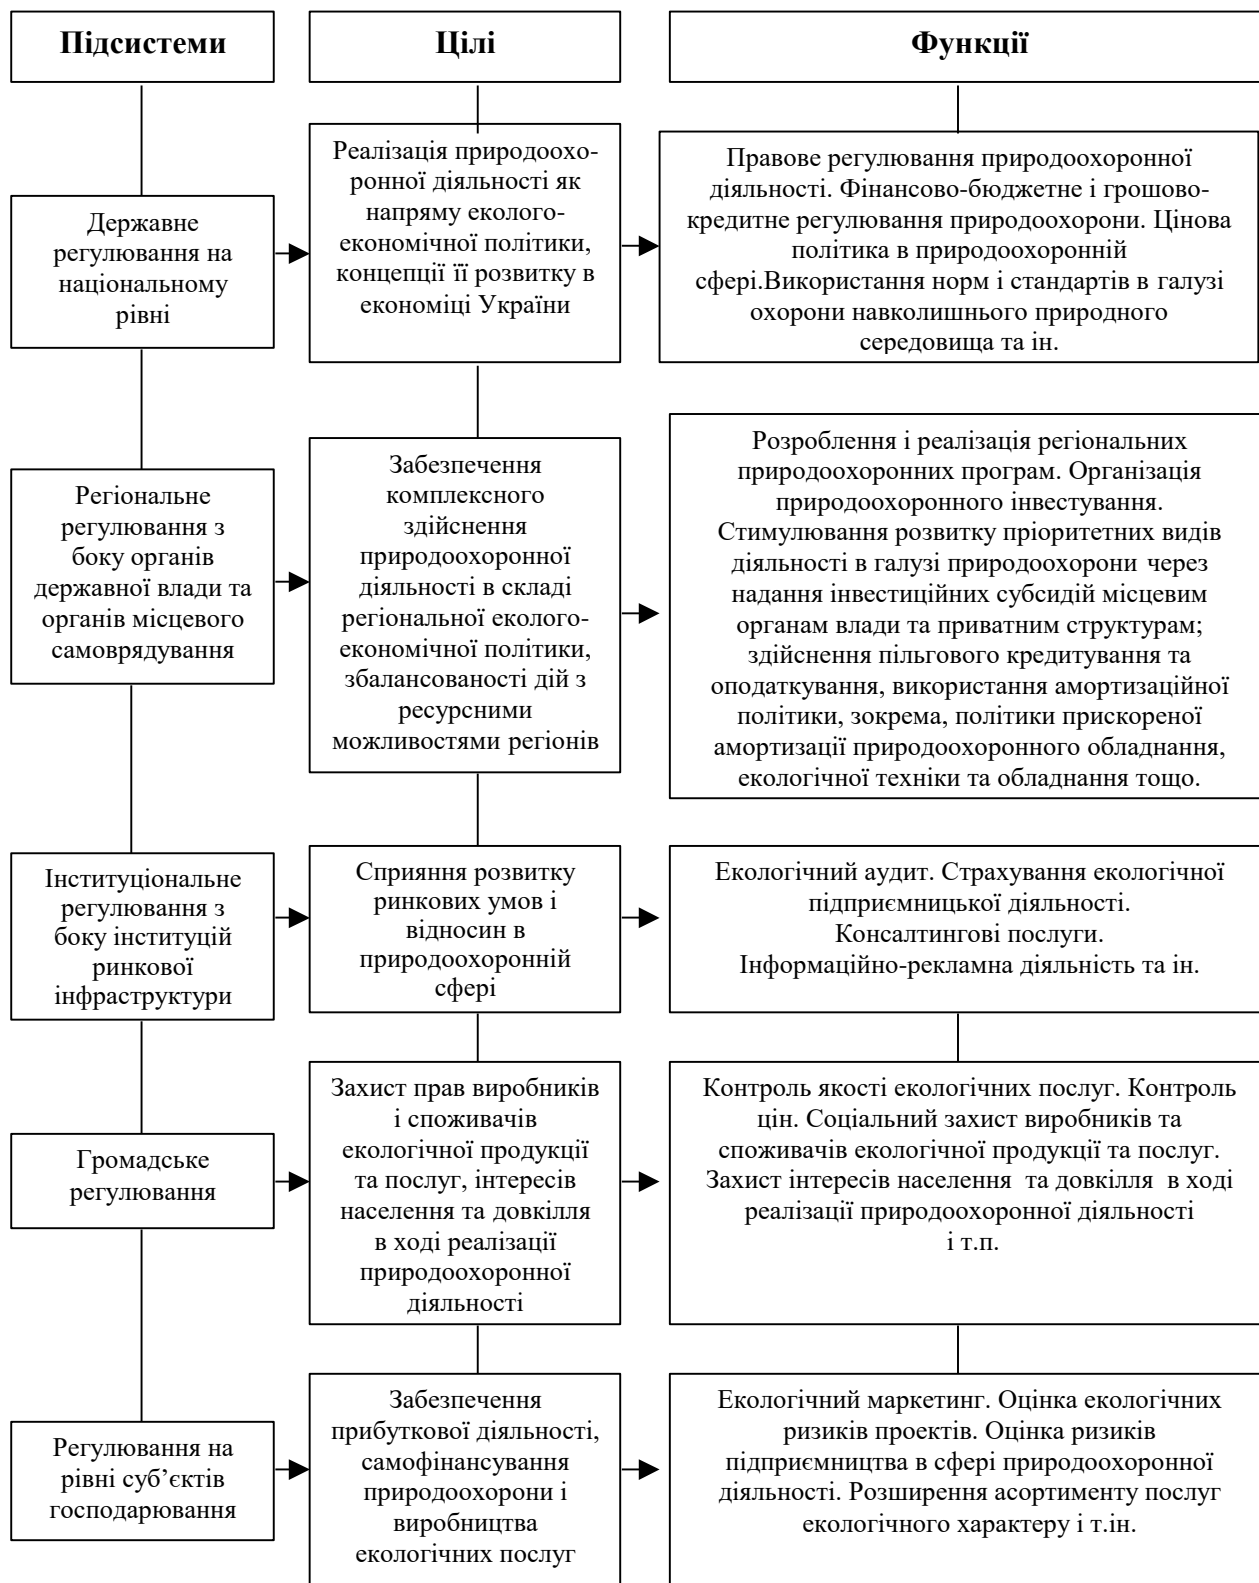 Підсистеми
Цілі
Функції
Державне
регулювання на
національному
рівні
Реалізація природоохо-
ронної діяльності як
напряму еколого-
економічної політики,
концепції її розвитку в
економіці України
Правове регулювання природоохоронної
діяльності. Фінансово-бюджетне і грошово-
кредитне регулювання природоохорони. Цінова
політика в природоохоронній
сфері.Використання норм і стандартів в галузі
охорони навколишнього природного
середовища та ін.
Регіональне
регулювання з
боку органів
державної влади та
органів місцевого
самоврядування
Забезпечення
комплексного
здійснення
природоохоронної
діяльності в складі
регіональної еколого-
економічної політики,
збалансованості дій з
ресурсними
можливостями регіонів
Розроблення і реалізація регіональних
природоохоронних програм. Організація
природоохоронного інвестування.
Стимулювання розвитку пріоритетних видів
діяльності в галузі природоохорони через
надання інвестиційних субсидій місцевим
органам влади та приватним структурам;
здійснення пільгового кредитування та
оподаткування, використання амортизаційної
політики, зокрема, політики прискореної
амортизації природоохоронного обладнання,
екологічної техніки та обладнання тощо.
Інституціональне
регулювання з
боку інституцій
ринкової
інфраструктури
Сприяння розвитку
ринкових умов і
відносин в
природоохоронній
сфері
Екологічний аудит. Страхування екологічної
підприємницької діяльності.
Консалтингові послуги.
Інформаційно-рекламна діяльність та ін.
Громадське
регулювання
Захист прав виробників
і споживачів
екологічної продукції
та послуг, інтересів
населення та довкілля
в ході реалізації
природоохоронної
діяльності
Контроль якості екологічних послуг. Контроль
цін. Соціальний захист виробників та
споживачів екологічної продукції та послуг.
Захист інтересів населення та довкілля в ході
реалізації природоохоронної діяльності
і т.п.
Регулювання на
рівні суб’єктів
господарювання
Забезпечення
прибуткової діяльності,
самофінансування
природоохорони і
виробництва
екологічних послуг
Екологічний маркетинг. Оцінка екологічних
ризиків проектів. Оцінка ризиків
підприємництва в сфері природоохоронної
діяльності. Розширення асортименту послуг
екологічного характеру і т.ін.